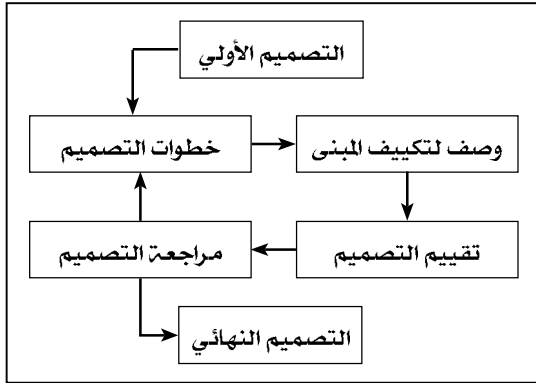 التصميم الأولي
خطوات التصميم
وصف لتكييف المبنى
تقييم التصميم
مراجعة التصميم
التصميم النهائي